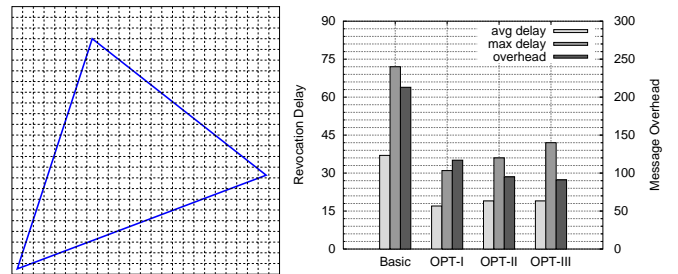 avg delay
max delay
overhead
Revocation Delay
90
75
60
45
30
15
0
Message Overhead
300
250
200
150
100
50
0
Basic OPT-I OPT-II OPT-III